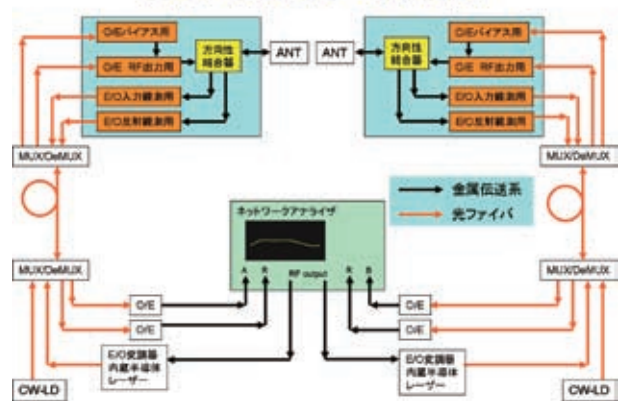 O/Eバイアス用
O/E RF出力用
E/O入力観測用
E/O反射観測用
方向性
結合器
ANT
ANT
方向性
結合器
O/Eバイアス用
O/E RF出力用
E/O入力観測用
E/O反射観測用
MUX/DeMUX
MUX/DeMUX
金属伝送系
光ファイバ
ネットワークアナライザ
A
R
RF output
R
B
MUX/DeMUX
MUX/DeMUX
O/E
O/E
O/E
O/E
E/O変調器
内蔵半導体
レーザー
E/O変調器
内蔵半導体
レーザー
CW-LD
CW-LD